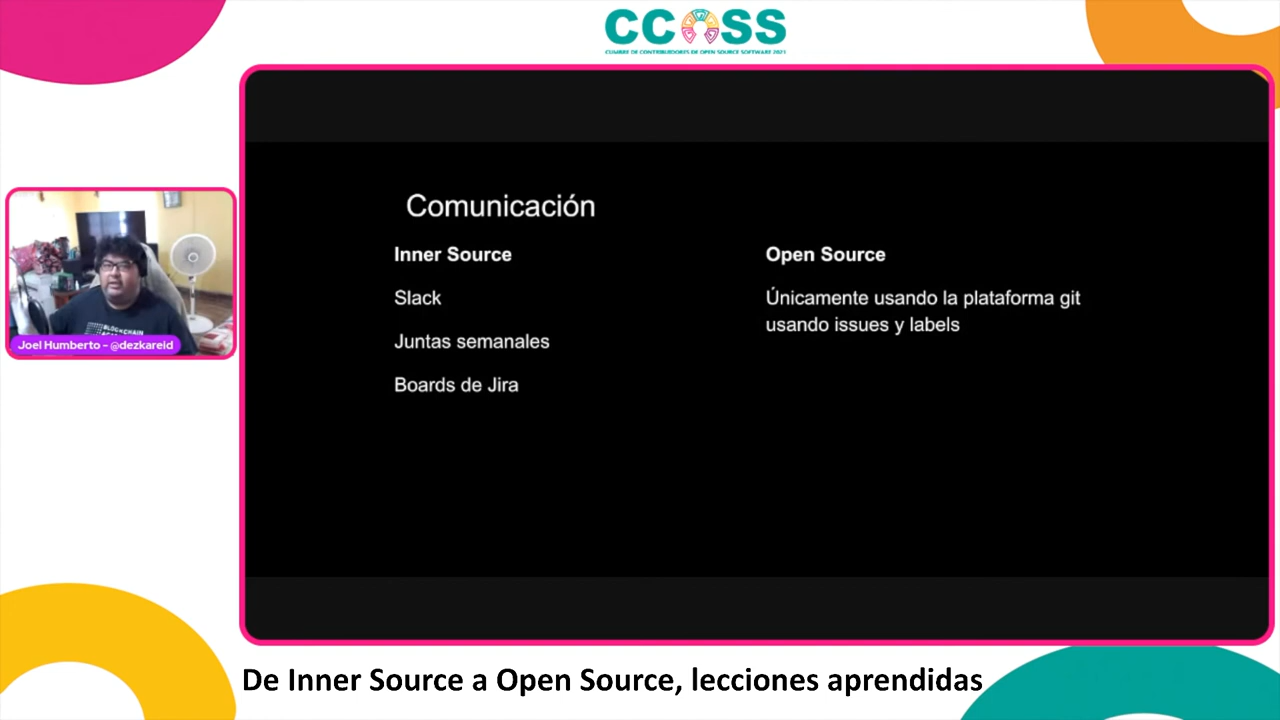 CCOSS
CUMBRE DE CONTRIBUIDORES DE OPEN SOURCE SOFTWARE 2021
Comunicación
Inner Source
Slack
Juntas semanales
Boards de Jira
Open Source
Únicamente usando la plataforma git
usando issues y labels
BLOCKCHAIN
Joel Humberto - @dezkareid
De Inner Source a Open Source, lecciones aprendidas